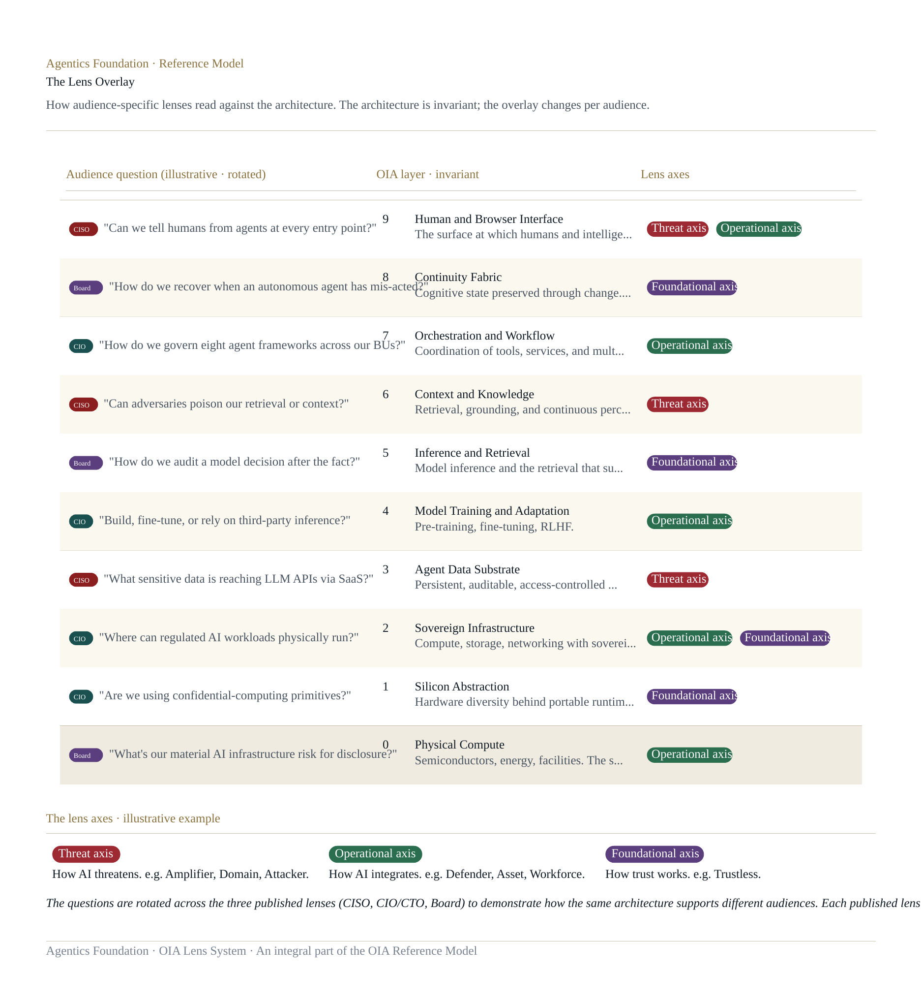 Agentics Foundation · Reference Model
The Lens Overlay
How audience-specific lenses read against the architecture. The architecture is invariant; the overlay changes per audience.
Audience question (illustrative · rotated) OIA layer · invariant Lens axes
9 Human and Browser Interface
CISO "Can we tell humans from agents at every entry point?" Threat axis Operational axis
The surface at which humans and intellige...
8 Continuity Fabric
Board "How do we recover when an autonomous agent has mis-acted?" Foundational axis
Cognitive state preserved through change....
7 Orchestration and Workflow
CIO "How do we govern eight agent frameworks across our BUs?" Operational axis
Coordination of tools, services, and mult...
6 Context and Knowledge
CISO "Can adversaries poison our retrieval or context?" Threat axis
Retrieval, grounding, and continuous perc...
5 Inference and Retrieval
Board "How do we audit a model decision after the fact?" Foundational axis
Model inference and the retrieval that su...
4 Model Training and Adaptation
CIO "Build, fine-tune, or rely on third-party inference?" Operational axis
Pre-training, fine-tuning, RLHF.
3 Agent Data Substrate
CISO "What sensitive data is reaching LLM APIs via SaaS?" Threat axis
Persistent, auditable, access-controlled ...
2 Sovereign Infrastructure
CIO "Where can regulated AI workloads physically run?" Operational axis Foundational axis
Compute, storage, networking with soverei...
1 Silicon Abstraction
CIO "Are we using confidential-computing primitives?" Foundational axis
Hardware diversity behind portable runtim...
0 Physical Compute
Board "What's our material AI infrastructure risk for disclosure?" Operational axis
Semiconductors, energy, facilities. The s...
The lens axes · illustrative example
Threat axis Operational axis Foundational axis
How AI threatens. e.g. Amplifier, Domain, Attacker. How AI integrates. e.g. Defender, Asset, Workforce. How trust works. e.g. Trustless.
The questions are rotated across the three published lenses (CISO, CIO/CTO, Board) to demonstrate how the same architecture supports different audiences. Each published lens
Agentics Foundation · OIA Lens System · An integral part of the OIA Reference Model